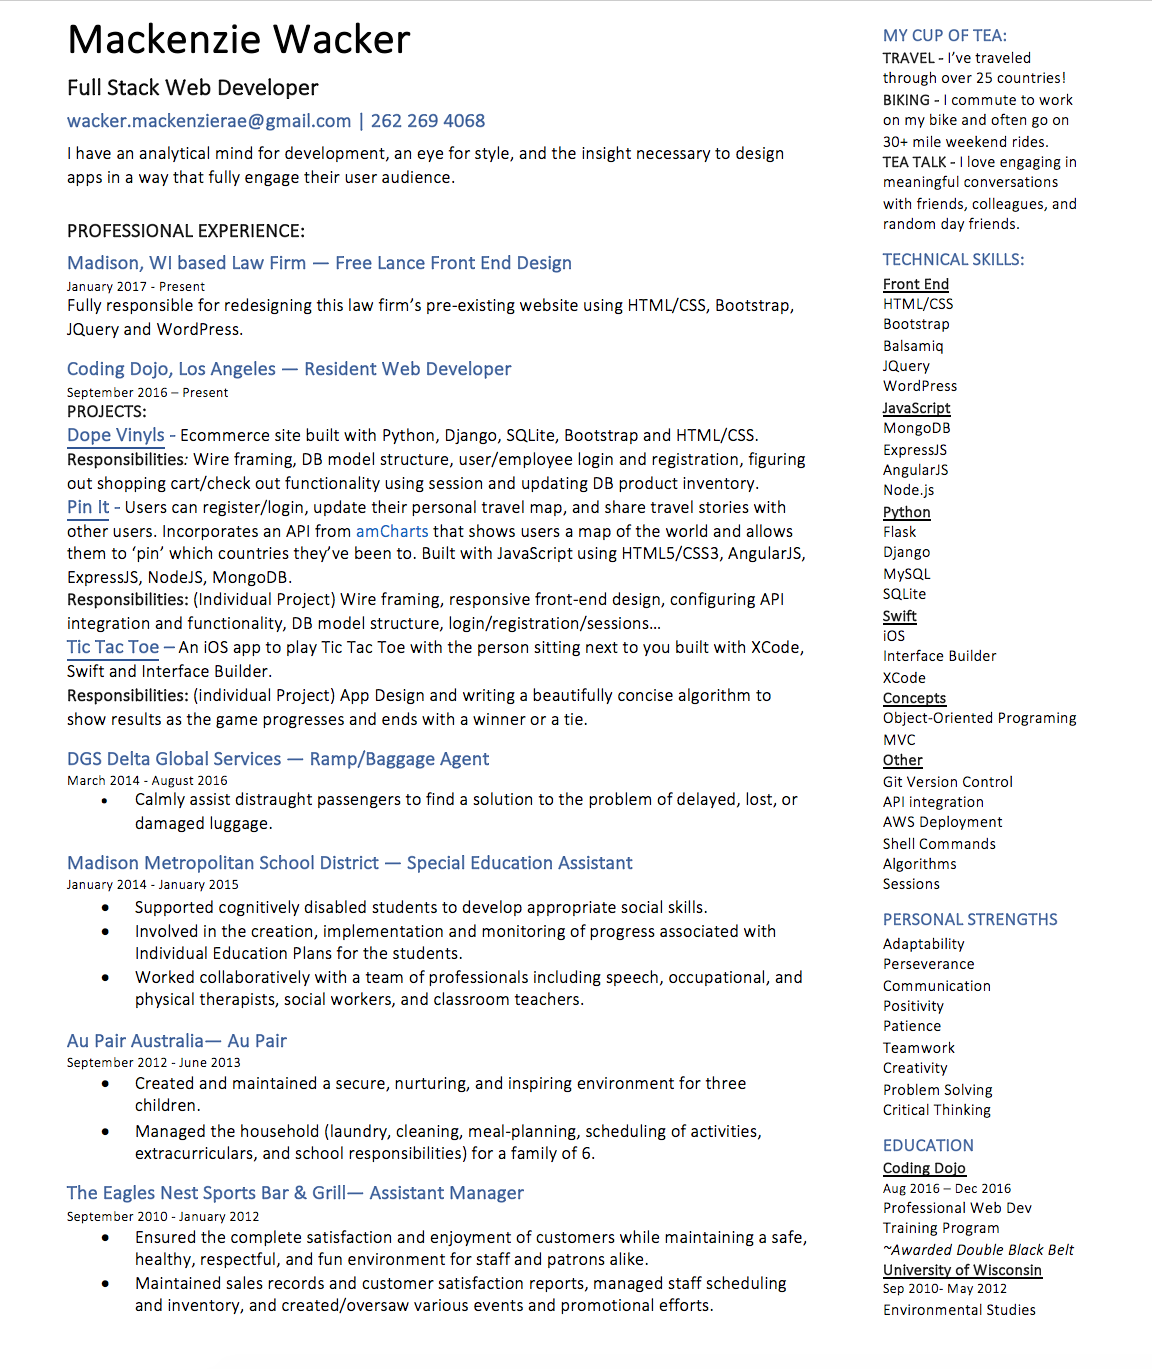 Mackenzie Wacker
Full Stack Web Developer
wacker.mackenzierae@gmail.com | 262 269 4068
I have an analytical mind for development, an eye for style, and the insight necessary to design
apps in a way that fully engage their user audience.
PROFESSIONAL EXPERIENCE:
Madison, WI based Law Firm — Free Lance Front End Design
January 2017 - Present
Fully responsible for redesigning this law firm's pre-existing website using HTML/CSS, Bootstrap,
JQuery and WordPress.
Coding Dojo, Los Angeles — Resident Web Developer
September 2016 – Present
PROJECTS:
Dope Vinyls - Ecommerce site built with Python, Django, SQLite, Bootstrap and HTML/CSS.
Responsibilities: Wire framing, DB model structure, user/employee login and registration, figuring
out shopping cart/check out functionality using session and updating DB product inventory.
Pin It - Users can register/login, update their personal travel map, and share travel stories with
other users. Incorporates an API from amCharts that shows users a map of the world and allows
them to ‘pin’ which countries they’ve been to. Built with JavaScript using HTML5/CSS3, AngularJS,
ExpressJS, NodeJS, MongoDB.
Responsibilities: (Individual Project) Wire framing, responsive front-end design, configuring API
integration and functionality, DB model structure, login/registration/sessions…
Tic Tac Toe – An iOS app to play Tic Tac Toe with the person sitting next to you built with XCode,
Swift and Interface Builder.
Responsibilities: (individual Project) App Design and writing a beautifully concise algorithm to
show results as the game progresses and ends with a winner or a tie.
DGS Delta Global Services — Ramp/Baggage Agent
March 2014 - August 2016
• Calmly assist distraught passengers to find a solution to the problem of delayed, lost, or
damaged luggage.
Madison Metropolitan School District — Special Education Assistant
January 2014 - January 2015
• Supported cognitively disabled students to develop appropriate social skills.
• Involved in the creation, implementation and monitoring of progress associated with
Individual Education Plans for the students.
• Worked collaboratively with a team of professionals including speech, occupational, and
physical therapists, social workers, and classroom teachers.
Au Pair Australia— Au Pair
September 2012 - June 2013
• Created and maintained a secure, nurturing, and inspiring environment for three
children.
• Managed the household (laundry, cleaning, meal-planning, scheduling of activities,
extracurriculars, and school responsibilities) for a family of 6.
The Eagles Nest Sports Bar & Grill— Assistant Manager
September 2010 - January 2012
• Ensured the complete satisfaction and enjoyment of customers while maintaining a safe,
healthy, respectful, and fun environment for staff and patrons alike.
• Maintained sales records and customer satisfaction reports, managed staff scheduling
and inventory, and created/oversaw various events and promotional efforts.
MY CUP OF TEA:
TRAVEL - I’ve traveled
through over 25 countries!
BIKING - I commute to work
on my bike and often go on
30+ mile weekend rides.
TEA TALK - I love engaging in
meaningful conversations
with friends, colleagues, and
random day friends.
TECHNICAL SKILLS:
Front End
HTML/CSS
Bootstrap
Balsamiq
JQuery
WordPress
JavaScript
MongoDB
ExpressJS
AngularJS
Node.js
Python
Flask
Django
MySQL
SQLite
Swift
iOS
Interface Builder
XCode
Concepts
Object-Oriented Programing
MVC
Other
Git Version Control
API integration
AWS Deployment
Shell Commands
Algorithms
Sessions
PERSONAL STRENGTHS
Adaptability
Perseverance
Communication
Positivity
Patience
Teamwork
Creativity
Problem Solving
Critical Thinking
EDUCATION
Coding Dojo
Aug 2016 – Dec 2016
Professional Web Dev
Training Program
~Awarded Double Black Belt
University of Wisconsin
Sep 2010- May 2012
Environmental Studies